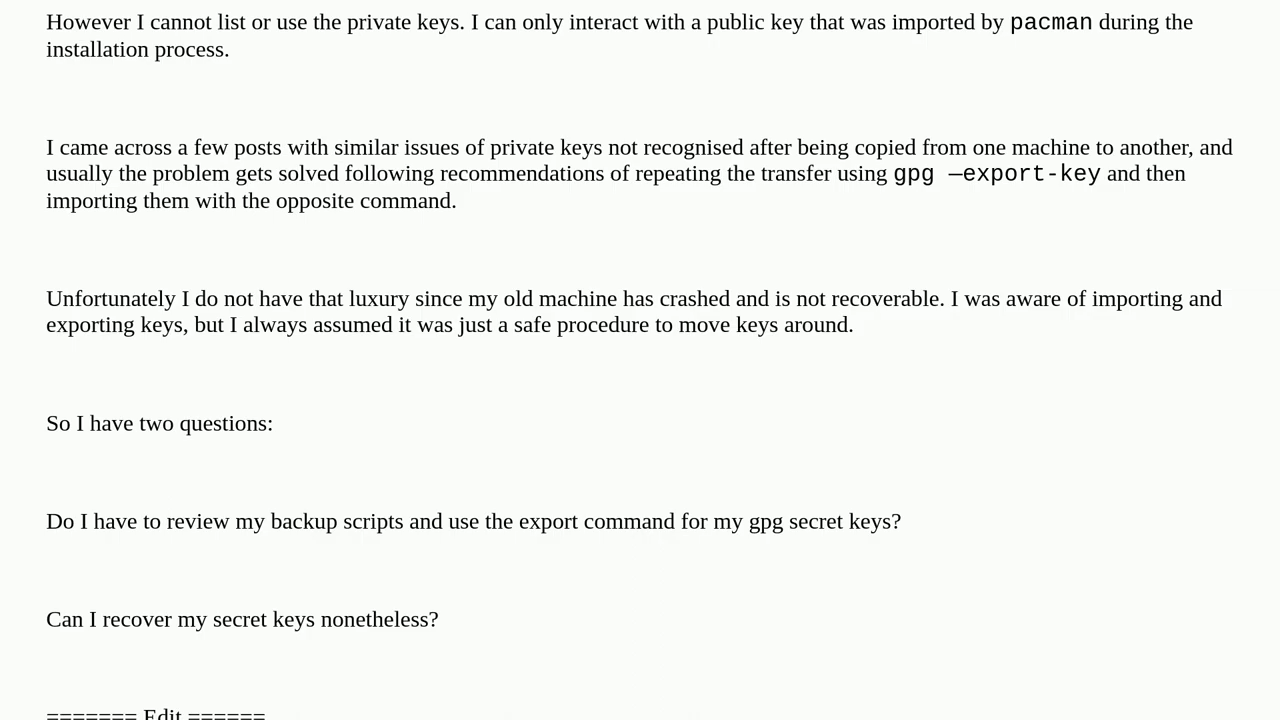 However I cannot list or use the private keys. I can only interact with a public key that was imported by pacman during the
installation process.
I came across a few posts with similar issues of private keys not recognised after being copied from one machine to another, and
usually the problem gets solved following recommendations of repeating the transfer using gpg —export-key and then
importing them with the opposite command.
Unfortunately I do not have that luxury since my old machine has crashed and is not recoverable. I was aware of importing and
exporting keys, but I always assumed it was just a safe procedure to move keys around.
So I have two questions:
Do I have to review my backup scripts and use the export command for my gpg secret keys?
Can I recover my secret keys nonetheless?
======= Edit ======